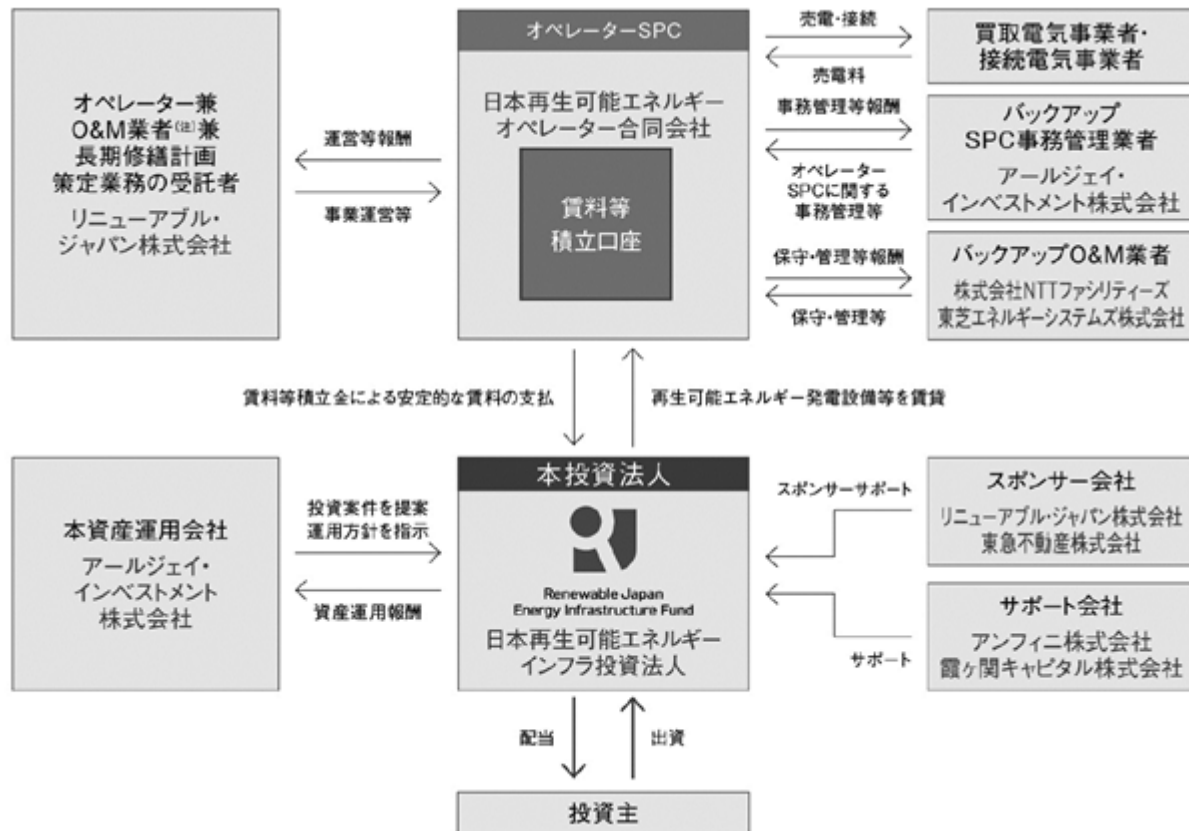 オペレーター兼
O&M業者(注)兼
長期修繕計画
策定業務の受託者
リニューアブル・
ジャパン株式会社
運営等報酬
事業運営等
オペレーターSPC
日本再生可能エネルギー
オペレーター合同会社
賃料等
積立口座
売電・接続
売電料
買取電気事業者・
接続電気事業者
事務管理等報酬
オペレーター
SPCに関する
事務管理等
バックアップ
SPC事務管理業者
アールジェイ・
インベストメント株式会社
保守・管理等報酬
保守・管理等
バックアップO&M業者
株式会社NTTファシリティーズ
東芝エネルギーシステムズ株式会社
賃料等積立金による安定的な賃料の支払
再生可能エネルギー発電設備等を賃貸
本資産運用会社
アールジェイ・
インベストメント
株式会社
投資案件を提案
運用方針を指示
資産運用報酬
本投資法人
Renewable Japan
Energy Infrastructure Fund
日本再生可能エネルギー
インフラ投資法人
スポンサーサポート
スポンサー会社
リニューアブル・ジャパン株式会社
東急不動産株式会社
サポート
サポート会社
アンフィニ株式会社
霞ヶ関キャピタル株式会社
配当
出資
投資主